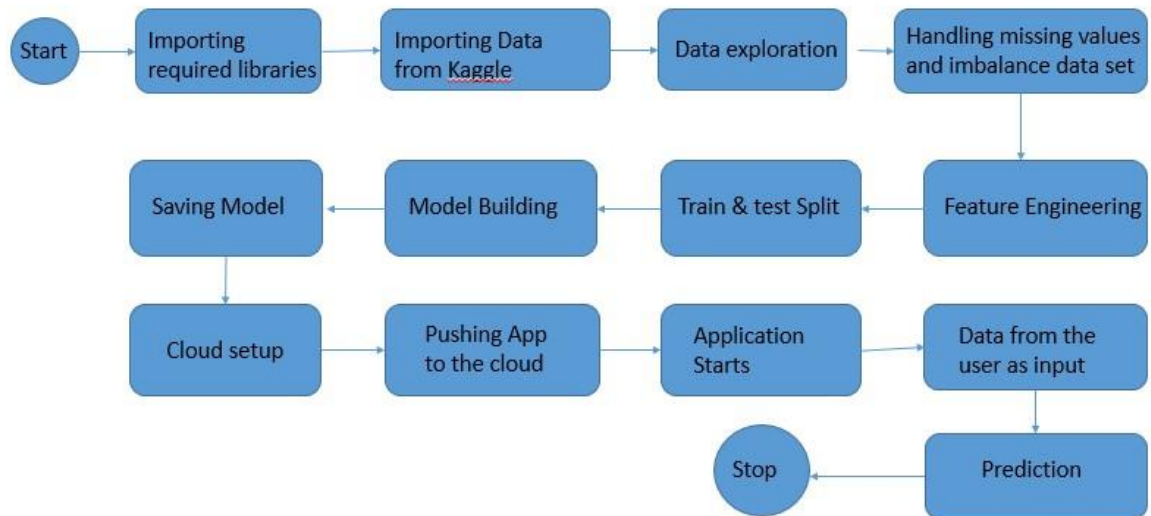 Start
Importing
required libraries
Importing Data
from Kaggle
Data exploration
Handling missing values
and imbalance data set
Feature Engineering
Train & test Split
Model Building
Saving Model
Cloud setup
Pushing App
to the cloud
Application
Starts
Data from the
user as input
Prediction
Stop